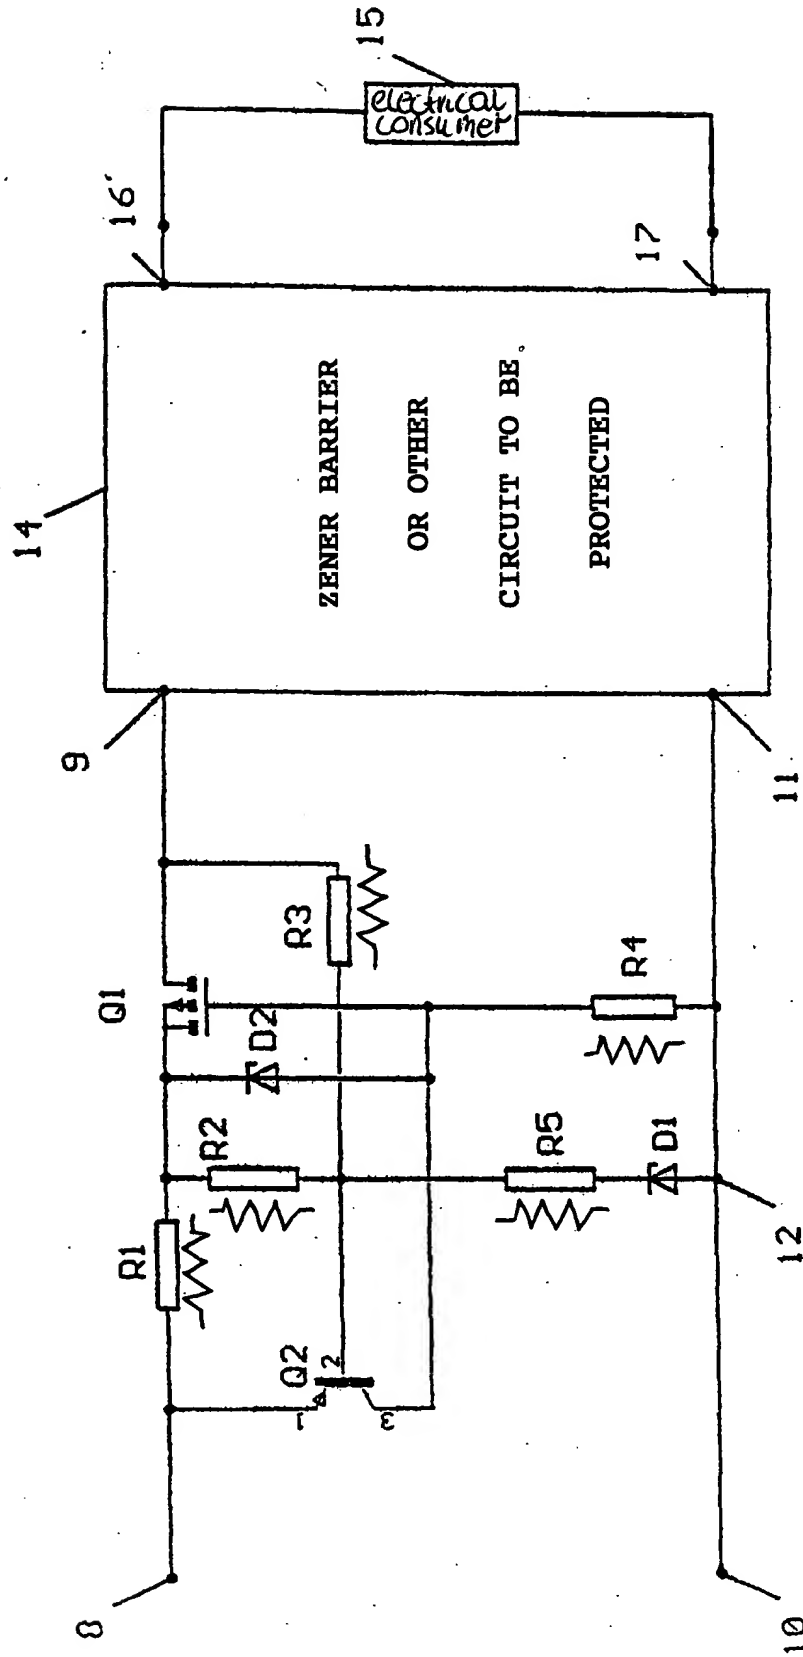 15
electrical
consumer
16'
17
14
ZENER BARRIER
OR OTHER
CIRCUIT TO BE
PROTECTED
9
11
Q1
R3
R4
D2
R2
R5
D1
12
R1
Q2
2
1
3
8
10